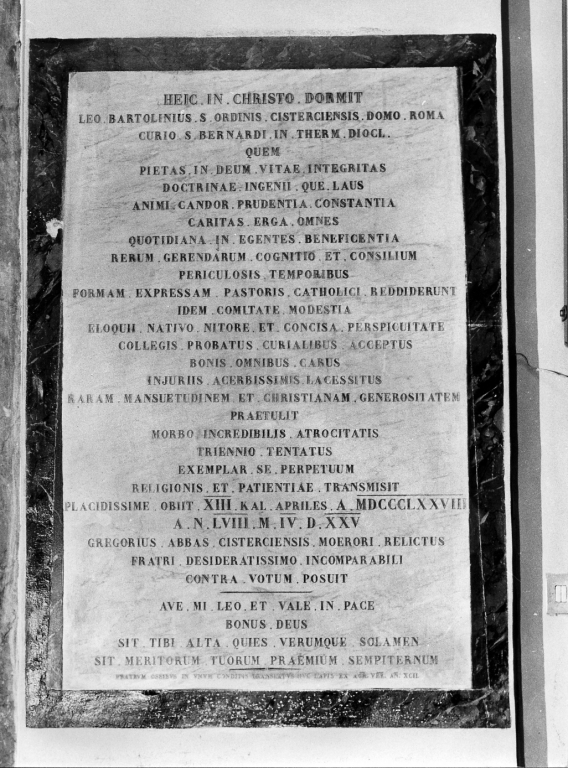 HEIC . IN . CHRISTO . DORMIT
LEO . BARTOLINIUS . S . ORDINIS . CISTERCIENSIS . DOMO . ROMA
CURIO . S . BERNARDI . IN . THERM . DIOCL .
QUEM
PIETAS . IN . DEUM . VITAE . INTEGRITAS
DOCTRINAE . INGENII . QUE . LAUS
ANIMI . CANDOR . PRUDENTIA . CONSTANTIA
CARITAS . ERGA . OMNES
QUOTIDIANA . IN . EGENTES . BENEFICENTIA
RERUM . GERENDARUM . COGNITIO . ET . CONSILIUM
PERICULOSIS . TEMPORIBUS
FORMAM . EXPRESSAM . PASTORIS . CATHOLICI . REDDIDERUNT
IDEM . COMITATE . MODESTIA
ELOQUII . NATIVO . NITORE . ET . CONCISA . PERSPICUITATE
COLLEGIS . PROBATUS . CURIALIBUS . ACCEPTUS
BONIS . OMNIBUS . CARUS
INJURIIS . ACERBISSIMIS . LACESSITUS
RARAM . MANSUETUDINEM . ET . CHRISTIANAM . GENEROSITATEM
PRAETULIT
MORBO . INCREDIBILIS . ATROCITATIS
TRIENNIO . TENTATUS
EXEMPLAR . SE . PERPETUUM
RELIGIONIS . ET . PATIENTIAE . TRANSMISIT
PLACIDISSIME . OBIIT . XIII . KAL . APRILES . A . MDCCCLXXVIII
A . N . LVIII . M . IV . D . XXV
GREGORIUS . ABBAS . CISTERCIENSIS . MOERORI . RELICTUS
FRATRI . DESIDERATISSIMO . INCOMPARABILI
CONTRA . VOTUM . POSUIT
AVE . MI . LEO . ET . VALE . IN . PACE
BONUS . DEUS
SIT . TIBI . ALTA . QUIES . VERUMQUE . SOLAMEN
SIT . MERITORUM . TUORUM . PRAEMIUM . SEMPITERNUM